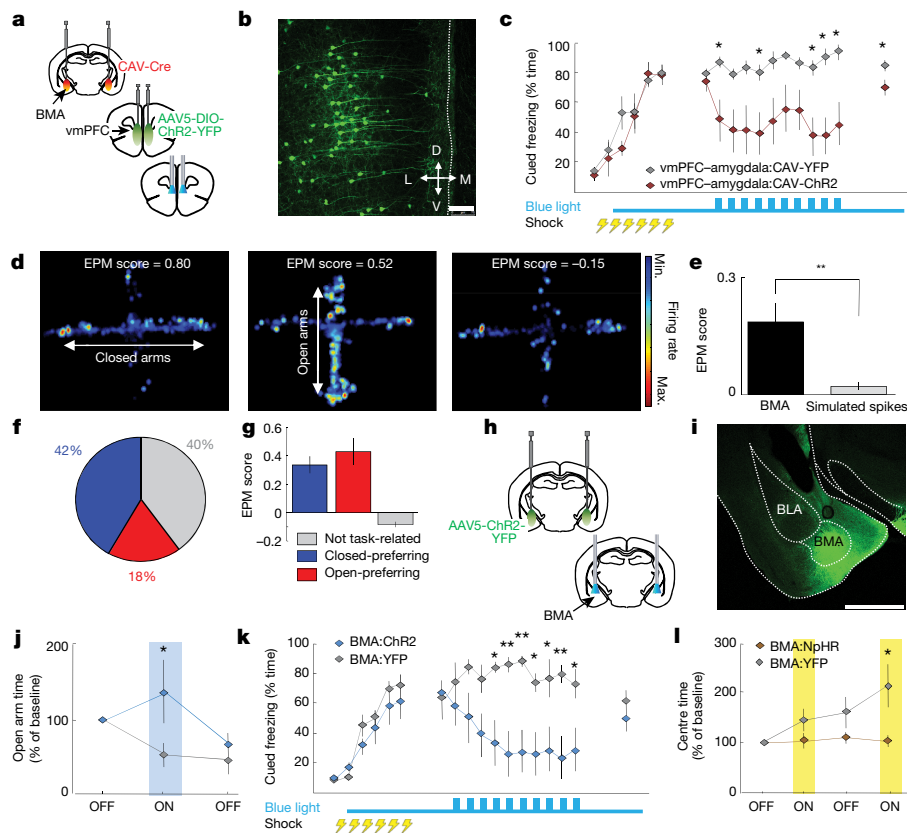 a
CAV-Cre
BMA
vmPFC
AAV5-DIO-
ChR2-YFP
b
D
L
M
V
c
Cued freezing (% time)
100
80
60
40
20
vmPFC–amygdala:CAV-YFP
vmPFC–amygdala:CAV-ChR2
* * * * * *
Blue light
Shock
d
EPM score = 0.80
Closed arms
EPM score = 0.52
Open arms
EPM score = –0.15
Min.
Firing rate
Max.
e
EPM score
0.3
0
**
BMA
Simulated spikes
f
42%
40%
18%
g
EPM score
0.6
0.4
0.2
0
–0.2
Not task-related
Closed-preferring
Open-preferring
h
AAV5-ChR2-
YFP
BMA
i
BLA
BMA
j
Open arm time
(% of baseline)
200
100
0
*
OFF ON OFF
k
Cued freezing (% time)
100
80
60
40
20
0
BMA:ChR2
BMA:YFP
* ** ** * * ** *
Blue light
Shock
l
Centre time
(% of baseline)
300
200
100
0
BMA:NpHR
BMA:YFP
*
OFF ON OFF ON